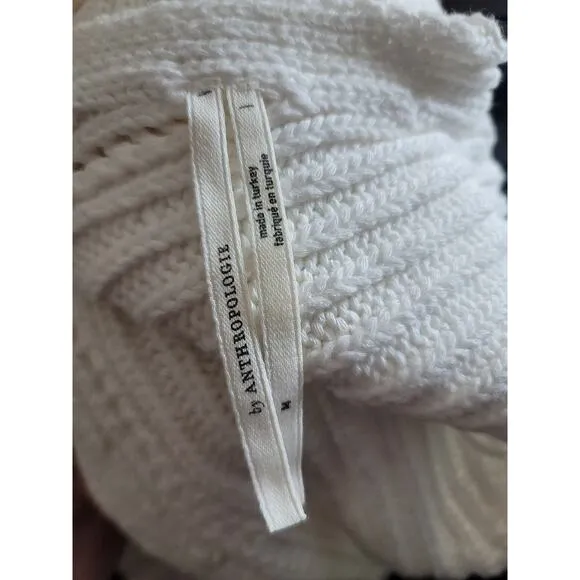 by ANTHROPOLOGIE
made in turkey
fabriqué en turquie
M